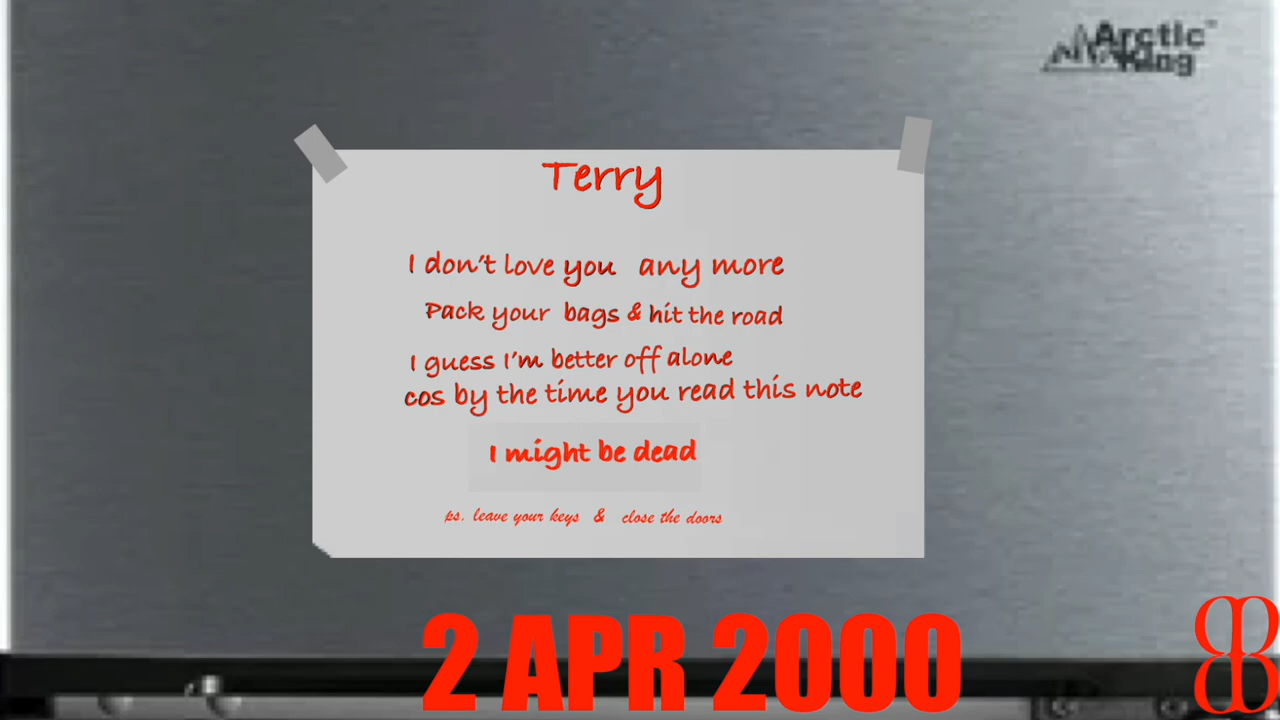 Arctic King™
Terry
I don't love you any more
Pack your bags & hit the road
I guess I'm better off alone
cos by the time you read this note
I might be dead
ps. leave your keys & close the doors
2 APR 2000